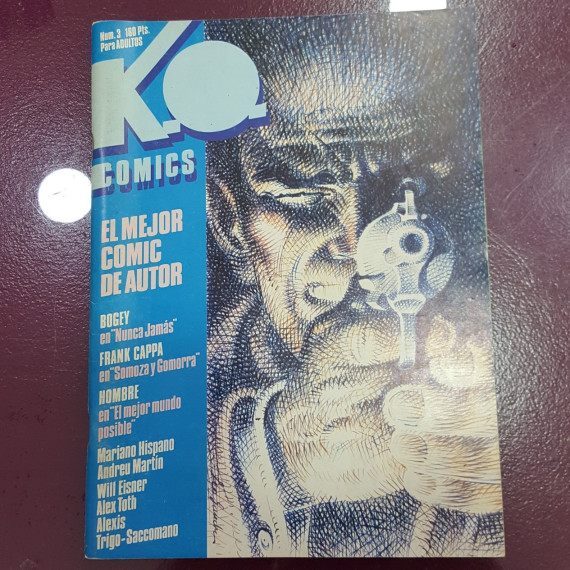 Num. 3 160 Pts.
Para ADULTOS
K.O.
COMICS
EL MEJOR
COMIC
DE AUTOR
BOGEY
en "Nunca Jamás"
FRANK CAPPA
en "Somoza y Gomorra"
HOMBRE
en "El mejor mundo
posible"
Mariano Hispano
Andreu Martín
Will Eisner
Alex Toth
Alexis
Trigo-Saccomano